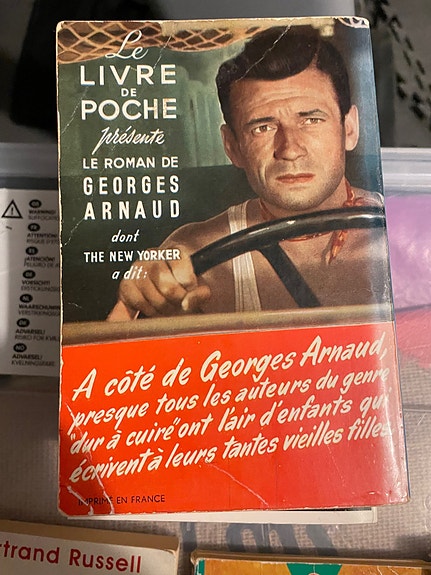 Le
LIVRE
DE
POCHE
présente
LE ROMAN DE
GEORGES
ARNAUD
dont
THE NEW YORKER
a dit :
A côté de Georges Arnaud,
presque tous les auteurs du genre
"dur à cuire" ont l'air d'enfants qui
écrivent à leurs tantes vieilles filles
IMPRIMÉ EN FRANCE
WARNING!
ATTENTION!
¡ATENCIÓN!
VORSICHT!
ADVARSEL!
ADVARSEL!
rtrand Russell